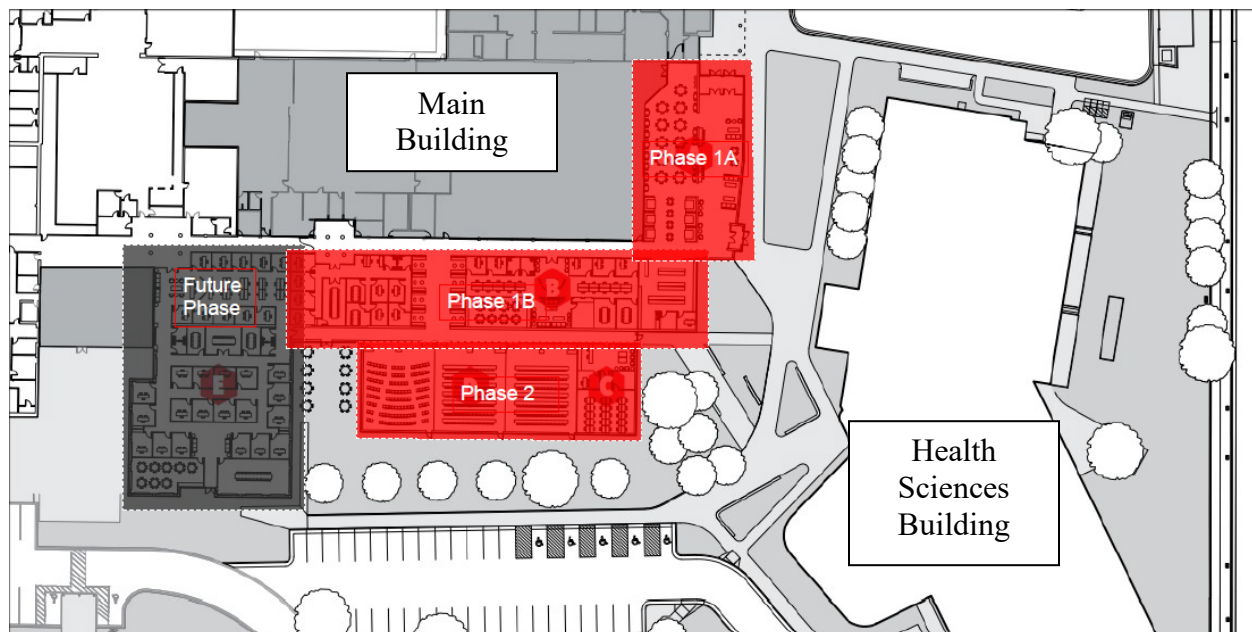 Main
Building
Phase 1A
Future
Phase
Phase 1B
B
E
Phase 2
C
Health
Sciences
Building